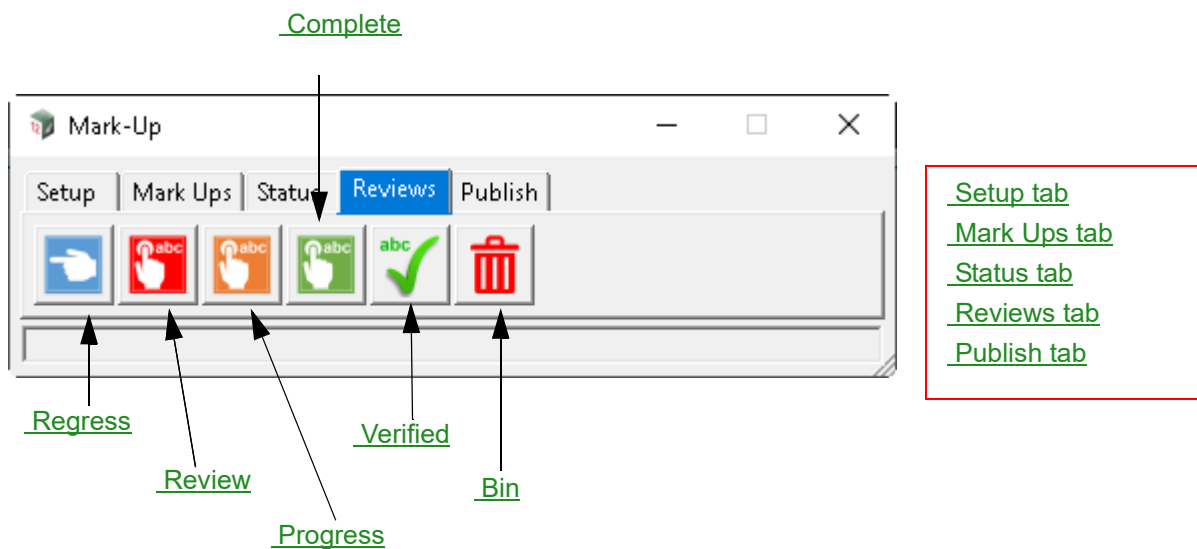 Complete
Mark-Up
Setup Mark Ups Status Reviews Publish
abc abc abc abc
Setup tab
Mark Ups tab
Status tab
Reviews tab
Publish tab
Regress
Verified
Review
Bin
Progress